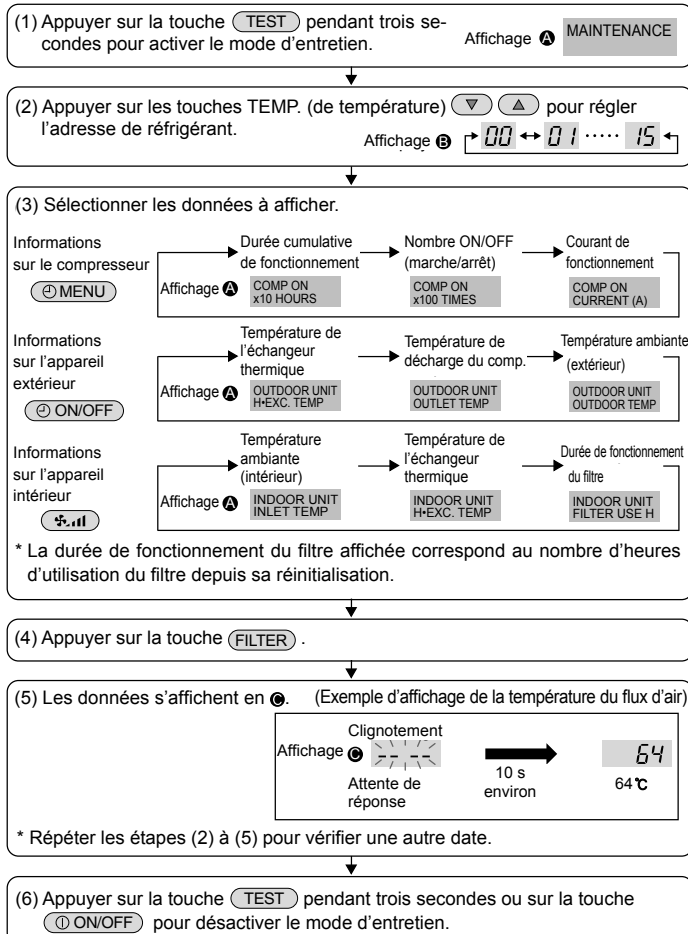 (1) Appuyer sur la touche TEST pendant trois se-
condes pour activer le mode d'entretien.
Affichage A MAINTENANCE
(2) Appuyer sur les touches TEMP. (de température) ▼ ▲ pour régler
l'adresse de réfrigérant.
Affichage B 00 ↔ 01 ····· 15
(3) Sélectionner les données à afficher.
Informations
sur le compresseur
MENU
Affichage A
Durée cumulative
de fonctionnement
COMP ON
x10 HOURS
Nombre ON/OFF
(marche/arrêt)
COMP ON
x100 TIMES
Courant de
fonctionnement
COMP ON
CURRENT (A)
Informations
sur l'appareil
extérieur
ON/OFF
Affichage A
Température de
l'échangeur
thermique
OUTDOOR UNIT
H•EXC. TEMP
Température de
décharge du comp.
OUTDOOR UNIT
OUTLET TEMP
Température ambiante
(extérieur)
OUTDOOR UNIT
OUTDOOR TEMP
Informations
sur l'appareil
intérieur
Affichage A
Température
ambiante
(intérieur)
INDOOR UNIT
INLET TEMP
Température de
l'échangeur
thermique
INDOOR UNIT
H•EXC. TEMP
Durée de fonctionnement
du filtre
INDOOR UNIT
FILTER USE H
* La durée de fonctionnement du filtre affichée correspond au nombre d'heures
d'utilisation du filtre depuis sa réinitialisation.
(4) Appuyer sur la touche FILTER .
(5) Les données s'affichent en C. (Exemple d'affichage de la température du flux d'air)
Clignotement
Affichage C -- --
Attente de
réponse
10 s
environ
64
64℃
* Répéter les étapes (2) à (5) pour vérifier une autre date.
(6) Appuyer sur la touche TEST pendant trois secondes ou sur la touche
ON/OFF pour désactiver le mode d'entretien.